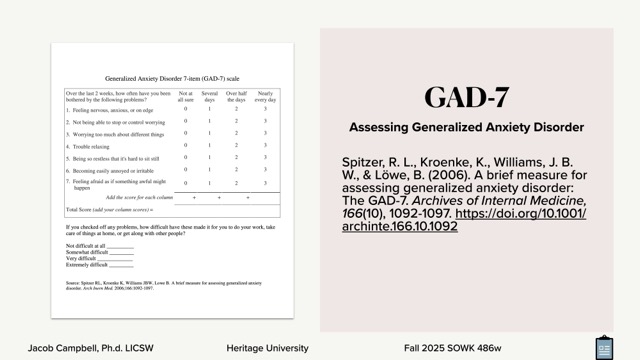 Generalized Anxiety Disorder 7-item (GAD-7) scale
Over the last 2 weeks, how often have you been bothered by the following problems? Not at all sure Several days Over half the days Nearly every day
1. Feeling nervous, anxious, or on edge 0 1 2 3
2. Not being able to stop or control worrying 0 1 2 3
3. Worrying too much about different things 0 1 2 3
4. Trouble relaxing 0 1 2 3
5. Being so restless that it's hard to sit still 0 1 2 3
6. Becoming easily annoyed or irritable 0 1 2 3
7. Feeling afraid as if something awful might happen 0 1 2 3
Add the score for each column + + +
Total Score (add your column scores) =
If you checked off any problems, how difficult have these made it for you to do your work, take
care of things at home, or get along with other people?
Not difficult at all __________
Somewhat difficult __________
Very difficult __________
Extremely difficult __________
Source: Spitzer RL, Kroenke K, Williams JBW, Lowe B. A brief measure for assessing generalized anxiety
disorder. Arch Inern Med. 2006;166:1092-1097.
GAD-7
Assessing Generalized Anxiety Disorder
Spitzer, R. L., Kroenke, K., Williams, J. B.
W., & Löwe, B. (2006). A brief measure for
assessing generalized anxiety disorder:
The GAD-7. Archives of Internal Medicine,
166(10), 1092-1097. https://doi.org/10.1001/
archinte.166.10.1092
Jacob Campbell, Ph.d. LICSW
Heritage University
Fall 2025 SOWK 486w